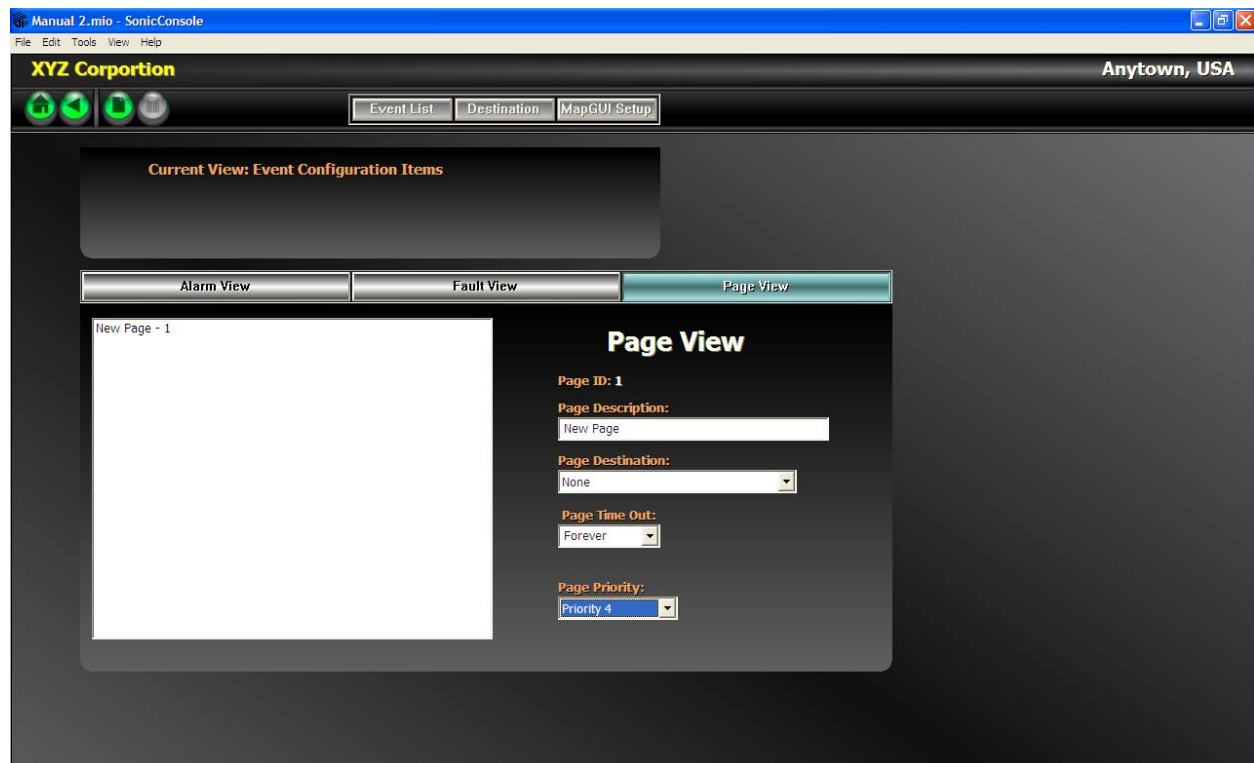 Manual 2.mio - SonicConsole
File Edit Tools View Help
XYZ Corportion
Anytown, USA
Event List Destination MapGUI Setup
Current View: Event Configuration Items
Alarm View Fault View Page View
New Page - 1
Page View
Page ID: 1
Page Description:
New Page
Page Destination:
None
Page Time Out:
Forever
Page Priority:
Priority 4